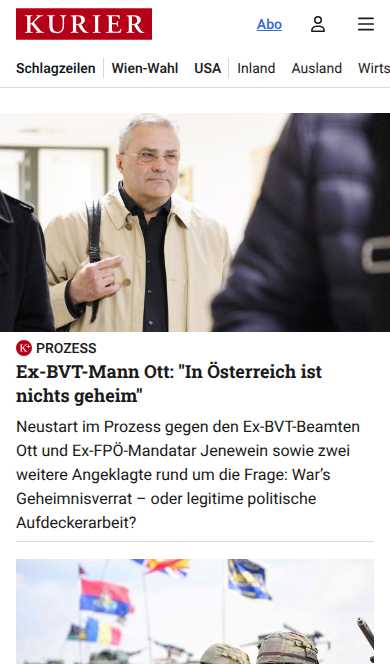 KURIER
Abo
Schlagzeilen
Wien-Wahl
USA
Inland
Ausland
Wirts
K+ PROZESS
Ex-BVT-Mann Ott: "In Österreich ist
nichts geheim"
Neustart im Prozess gegen den Ex-BVT-Beamten
Ott und Ex-FPÖ-Mandatar Jenewein sowie zwei
weitere Angeklagte rund um die Frage: War’s
Geheimnisverrat – oder legitime politische
Aufdeckerarbeit?